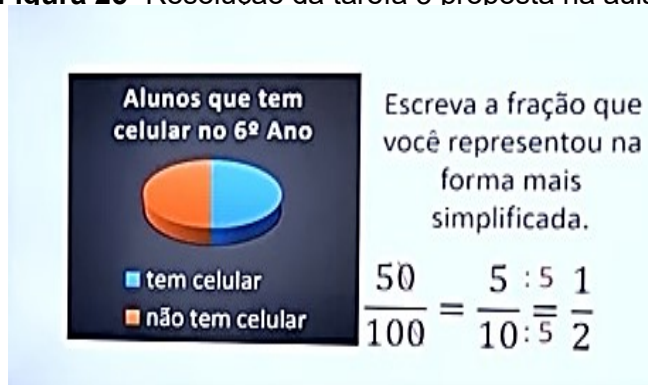 Alunos que tem
celular no 6º Ano
tem celular
não tem celular
Escreva a fração que
você representou na
forma mais
simplificada.
50/100 = 5/10 :5/:5 = 1/2